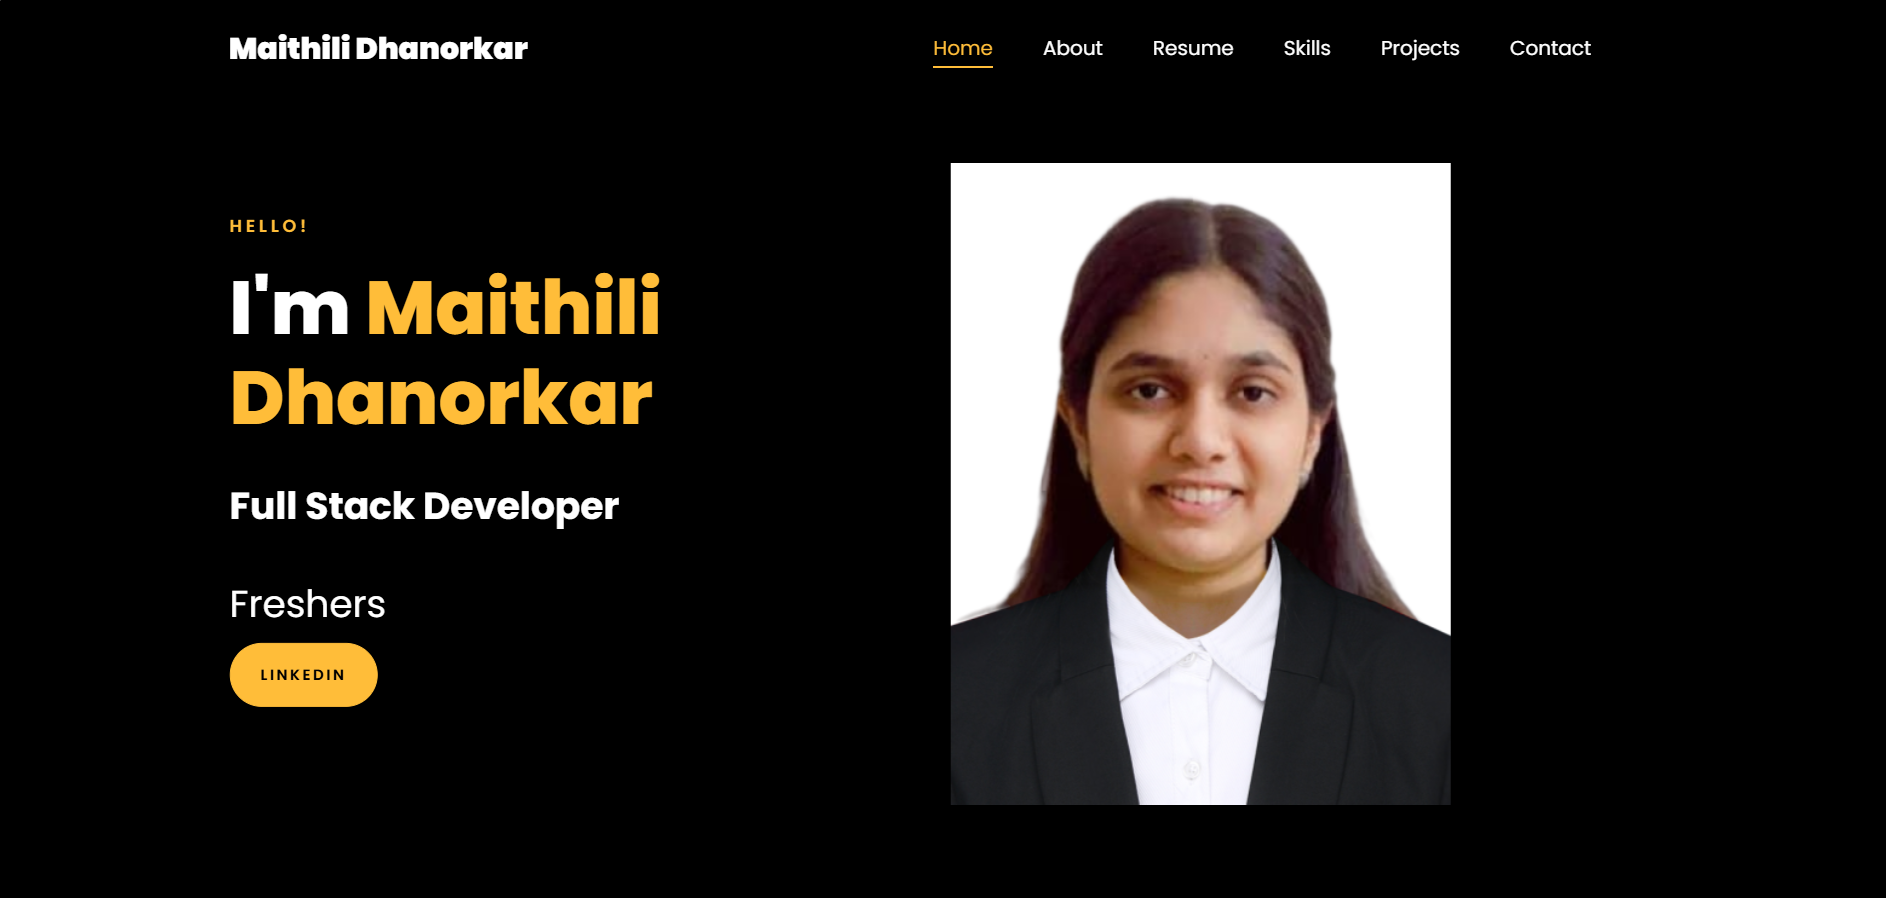 Maithili Dhanorkar
Home About Resume Skills Projects Contact
HELLO!
I'm Maithili
Dhanorkar
Full Stack Developer
Freshers
LINKEDIN